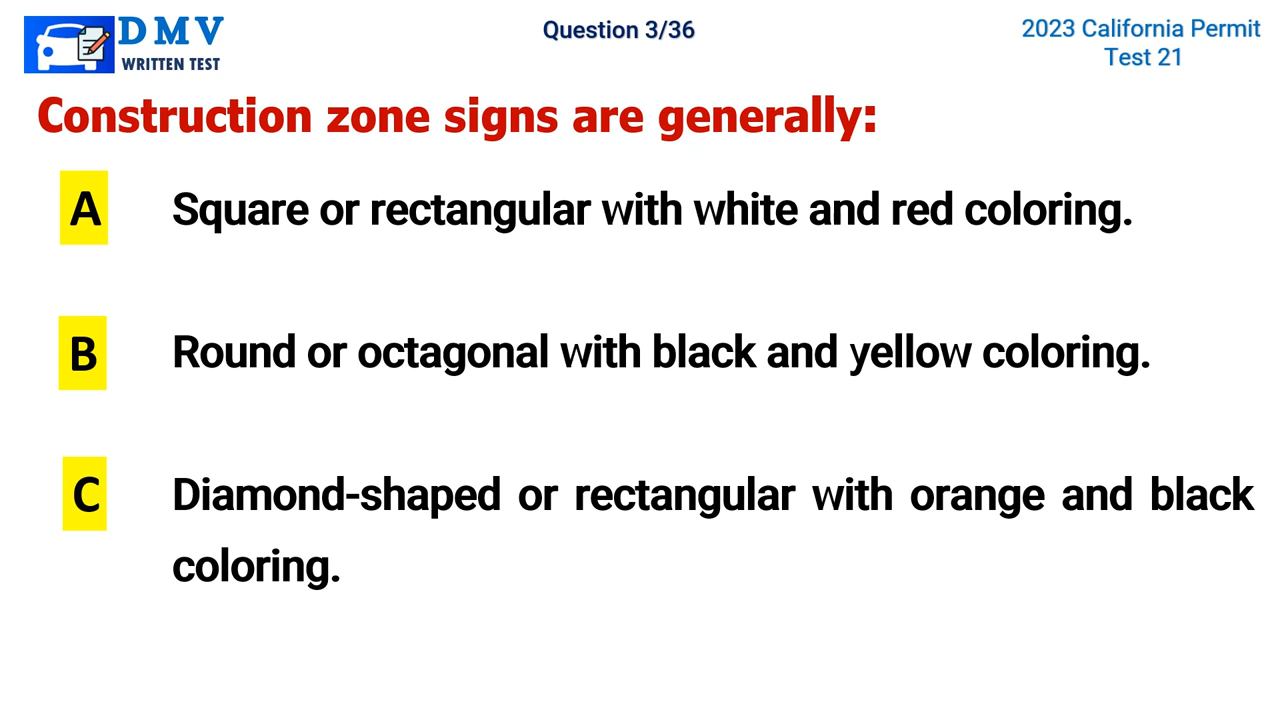 DMV
WRITTEN TEST
Question 3/36
2023 California Permit
Test 21
Construction zone signs are generally:
A Square or rectangular with white and red coloring.
B Round or octagonal with black and yellow coloring.
C Diamond-shaped or rectangular with orange and black
coloring.